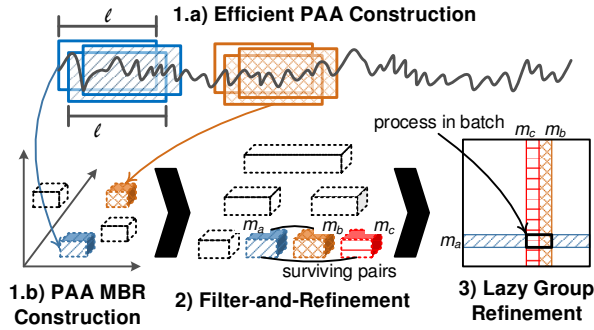 1.a) Efficient PAA Construction
ℓ
ℓ
process in batch
m_c m_b
m_a m_b m_c
m_a
surviving pairs
1.b) PAA MBR
Construction
2) Filter-and-Refinement
3) Lazy Group
Refinement